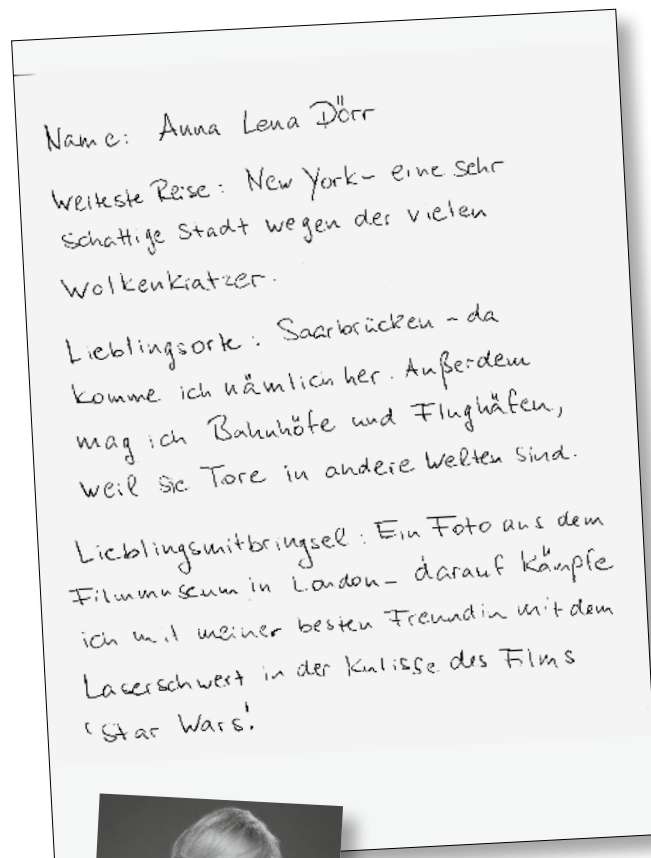 Name: Anna Lena Dörr
Weiteste Reise: New York – eine sehr
schattige Stadt wegen der vielen
Wolkenkratzer.
Lieblingsorte: Saarbrücken – da
komme ich nämlich her. Außerdem
mag ich Bahnhöfe und Flughäfen,
weil sie Tore in andere Welten sind.
Lieblingsmitbringsel: Ein Foto aus dem
Filmmuseum in London – darauf kämpfe
ich mit meiner besten Freundin mit dem
Laserschwert in der Kulisse des Films
'Star Wars'.